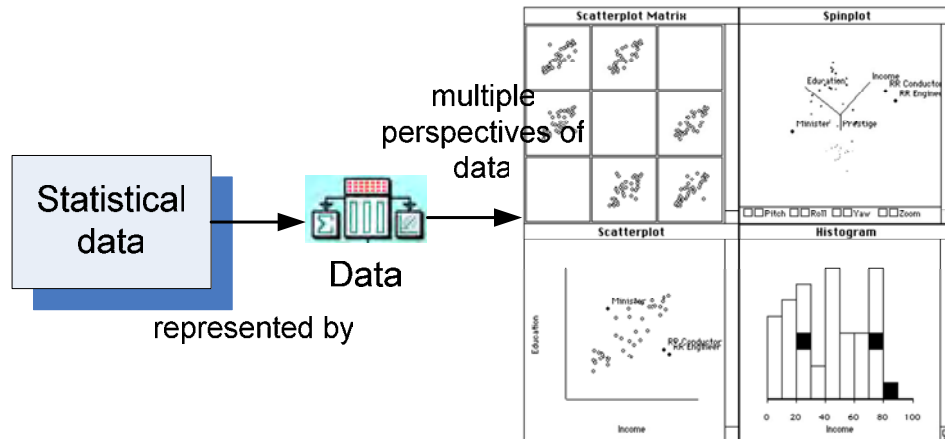 Statistical
data
represented by
Data
multiple
perspectives of
data
Scatterplot Matrix
Spinplot
Education
Income
RR Conductor
RR Enginee
Minister
Prestige
Pitch Roll Yaw Zoom
Scatterplot
Minister
RR Conductor
RR Engineer
Education
Income
Histogram
0 20 40 60 80 100
Income